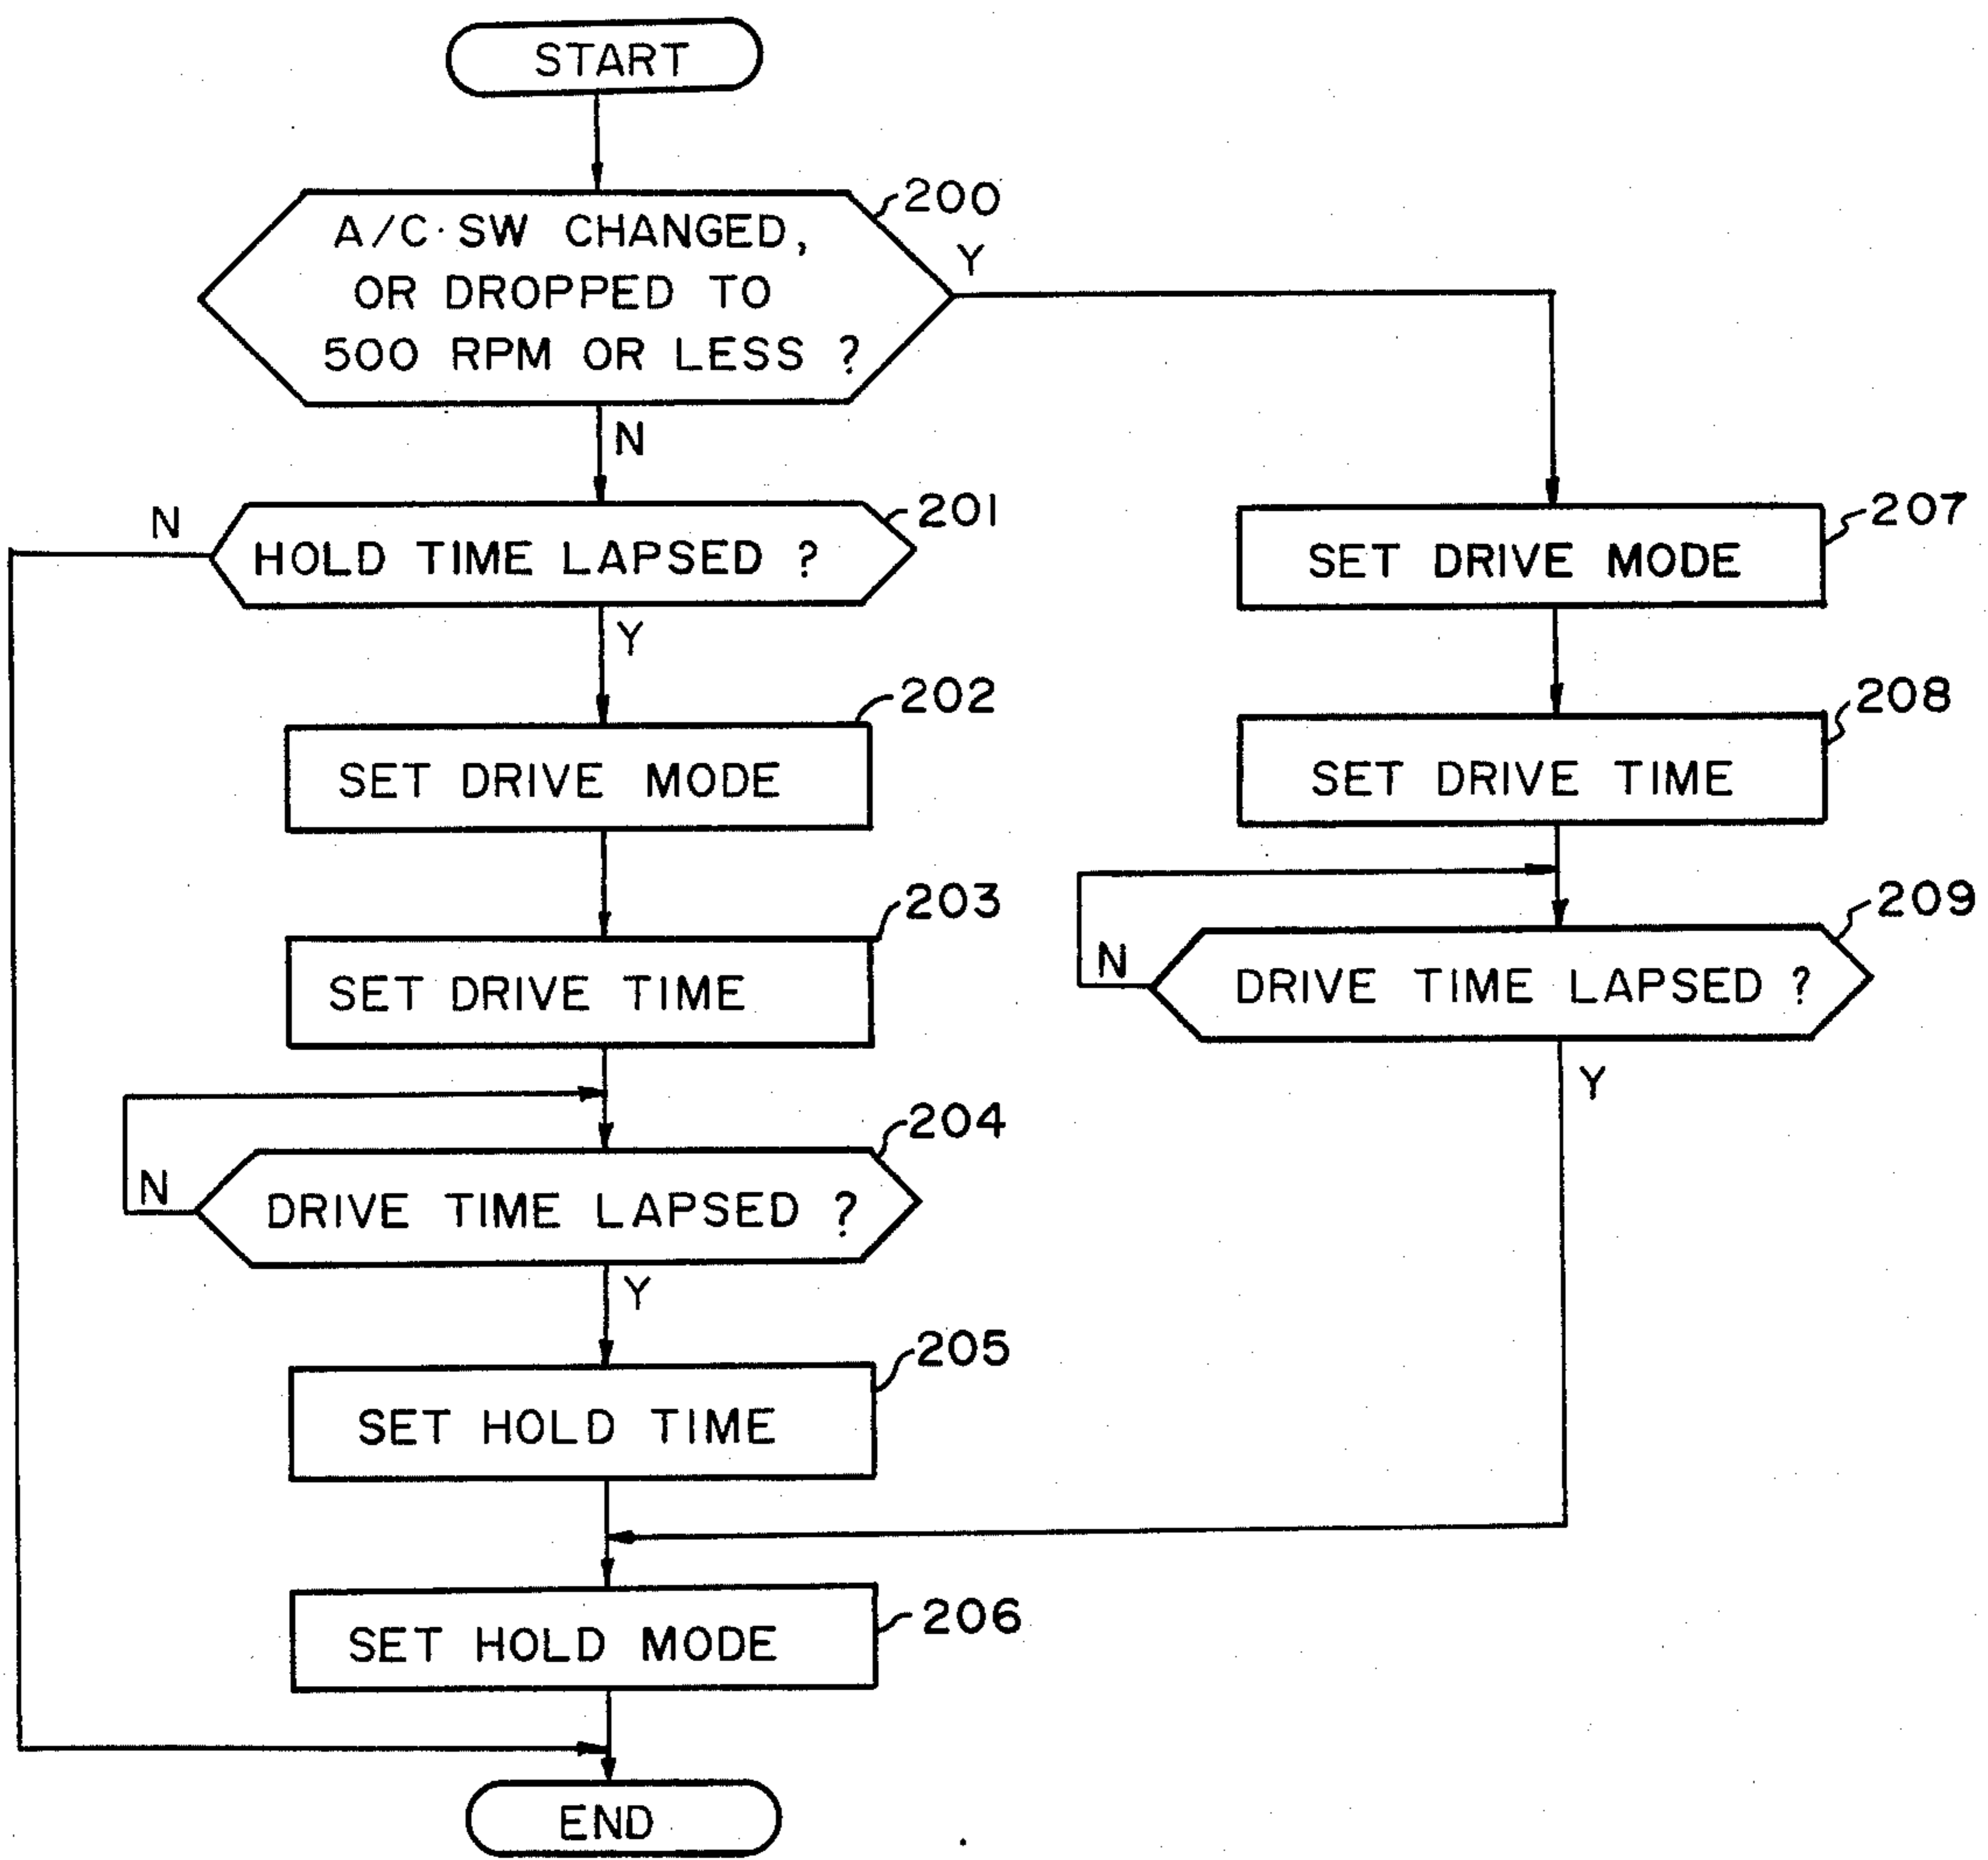 START
200
A/C·SW CHANGED,
OR DROPPED TO
500 RPM OR LESS ?
Y
N
201
N
HOLD TIME LAPSED ?
Y
202
SET DRIVE MODE
203
SET DRIVE TIME
204
N
DRIVE TIME LAPSED ?
Y
205
SET HOLD TIME
206
SET HOLD MODE
END
207
SET DRIVE MODE
208
SET DRIVE TIME
209
N
DRIVE TIME LAPSED ?
Y